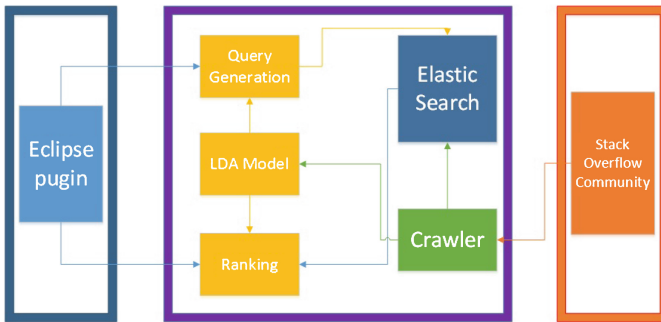 Eclipse
pugin
Query
Generation
LDA Model
Ranking
Elastic
Search
Crawler
Stack
Overflow
Community